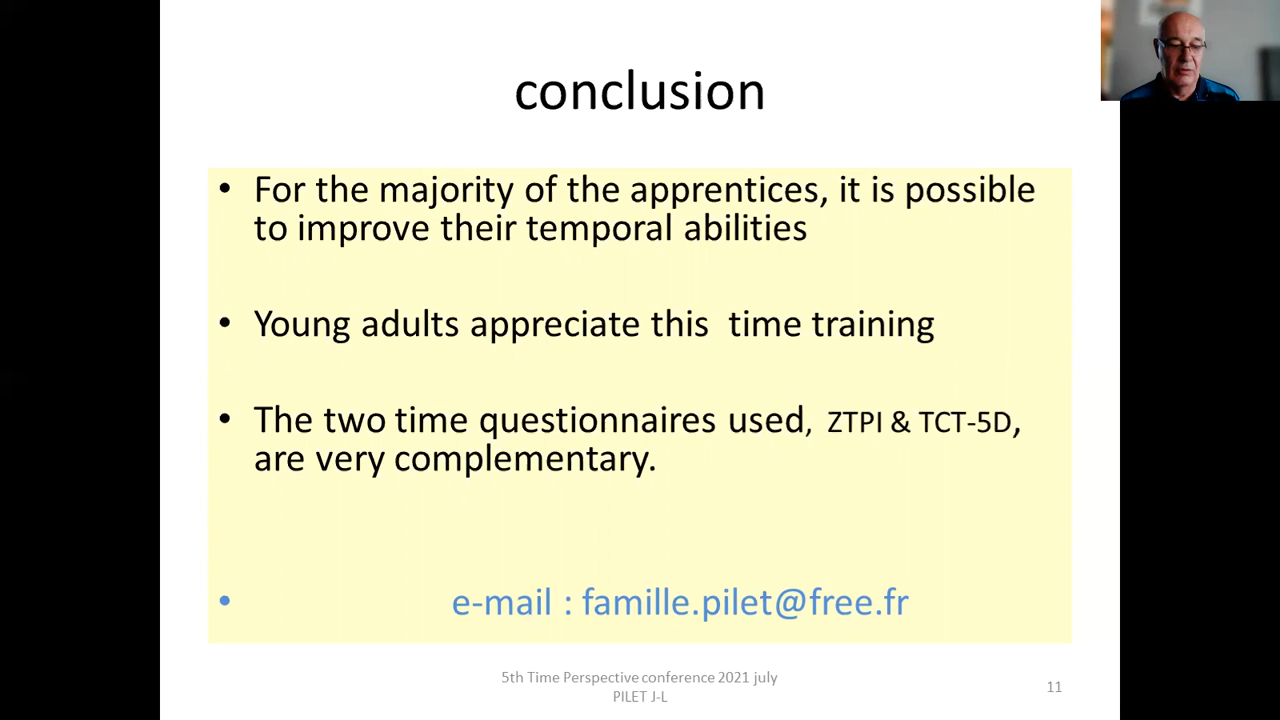 conclusion
• For the majority of the apprentices, it is possible
to improve their temporal abilities
• Young adults appreciate this  time training
• The two time questionnaires used,  ZTPI & TCT-5D,
are very complementary.
• e-mail : famille.pilet@free.fr
5th Time Perspective conference 2021 july
PILET J-L
11